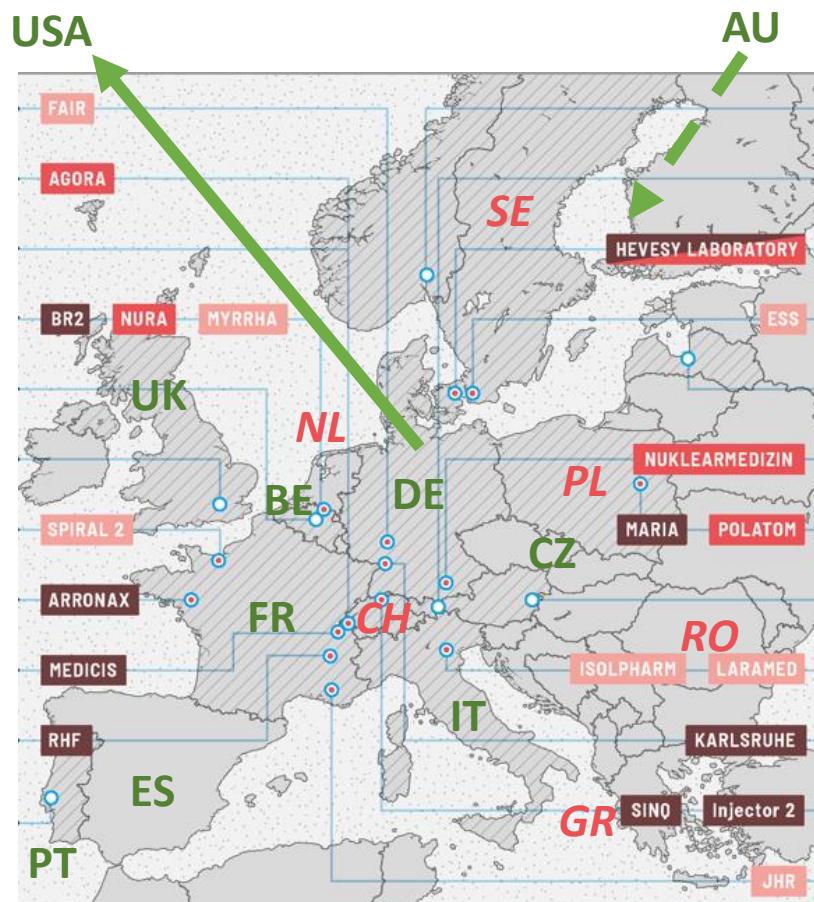 USA
AU
FAIR
AGORA
SE
HEVESY LABORATORY
BR2 NURA MYRRHA
ESS
UK
NL
NUKLEARMEDIZIN
PL
BE
DE
SPIRAL 2
MARIA POLATOM
CZ
ARRONAX
FR
CH
RO
MEDICIS
ISOLPHARM LARAMED
IT
RHF
KARLSRUHE
ES
GR
SINQ Injector 2
PT
JHR